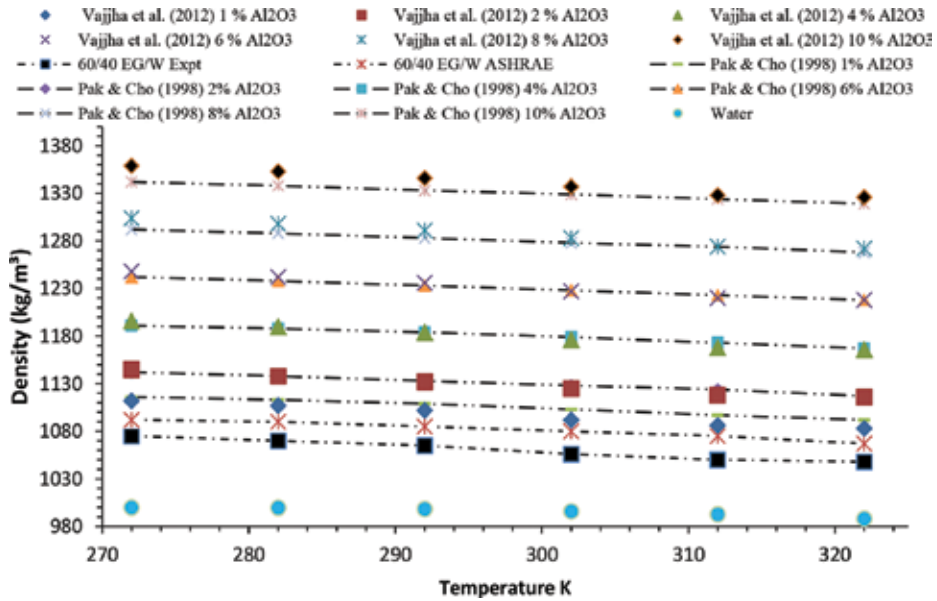 Vajjha et al. (2012) 1 % Al2O3 Vajjha et al. (2012) 2 % Al2O3 Vajjha et al. (2012) 4 % Al2O3
Vajjha et al. (2012) 6 % Al2O3 Vajjha et al. (2012) 8 % Al2O3 Vajjha et al. (2012) 10 % Al2O3
60/40 EG/W Expt 60/40 EG/W ASHRAE Pak & Cho (1998) 1% Al2O3
Pak & Cho (1998) 2% Al2O3 Pak & Cho (1998) 4% Al2O3 Pak & Cho (1998) 6% Al2O3
Pak & Cho (1998) 8% Al2O3 Pak & Cho (1998) 10% Al2O3 Water
Density (kg/m³)
1380
1330
1280
1230
1180
1130
1080
1030
980
270 280 290 300 310 320
Temperature K